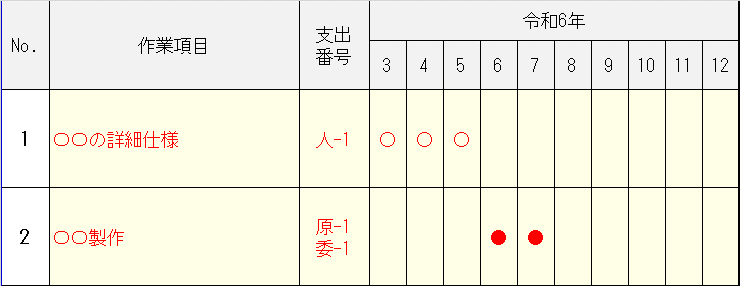 No. 作業項目 支出番号 令和6年
3 4 5 6 7 8 9 10 11 12
1 〇〇の詳細仕様 人-1 ○ ○ ○
2 〇〇製作 原-1 委-1 ● ●